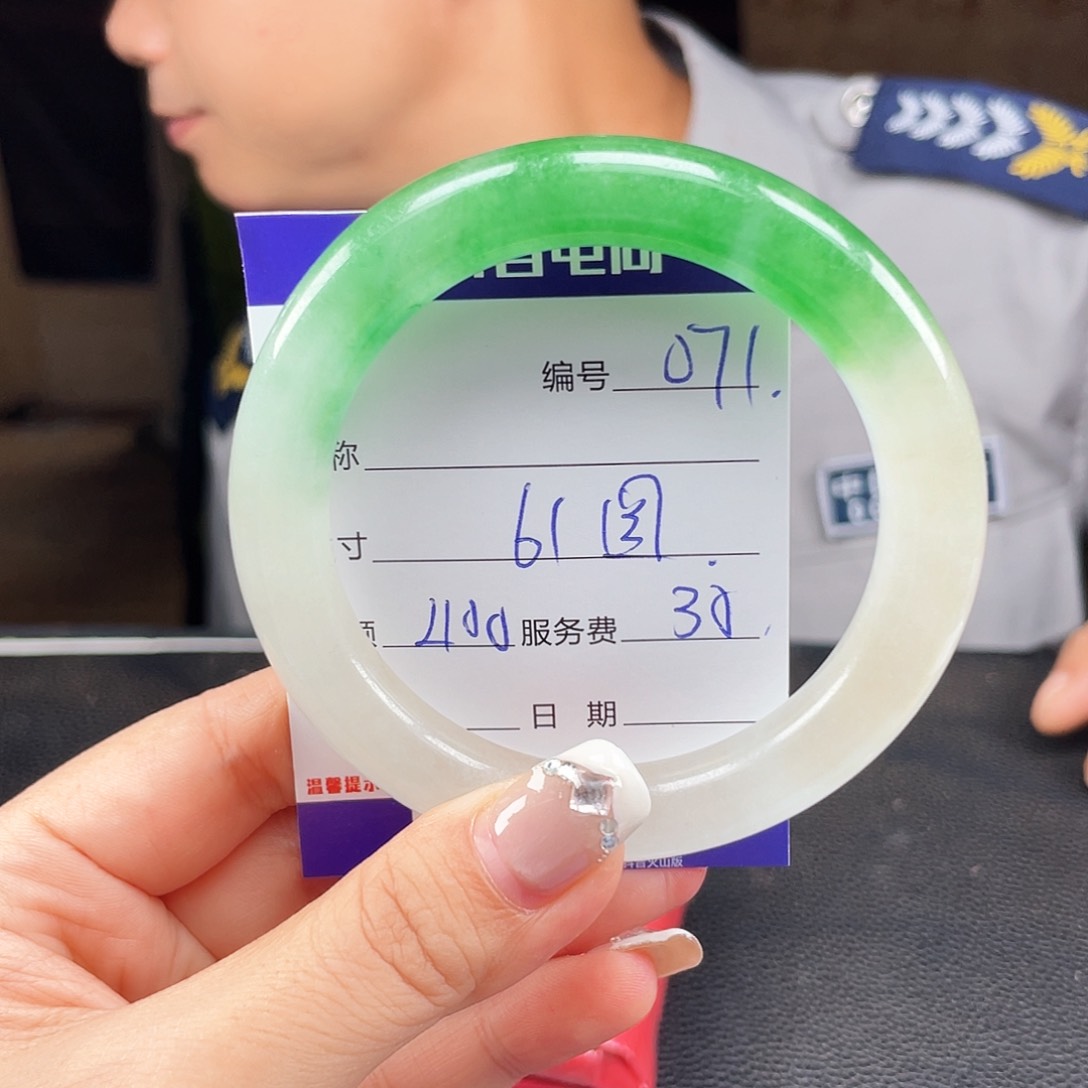 编号 071.
称
寸 61圆.
400 服务费 30.
日 期
温馨提示